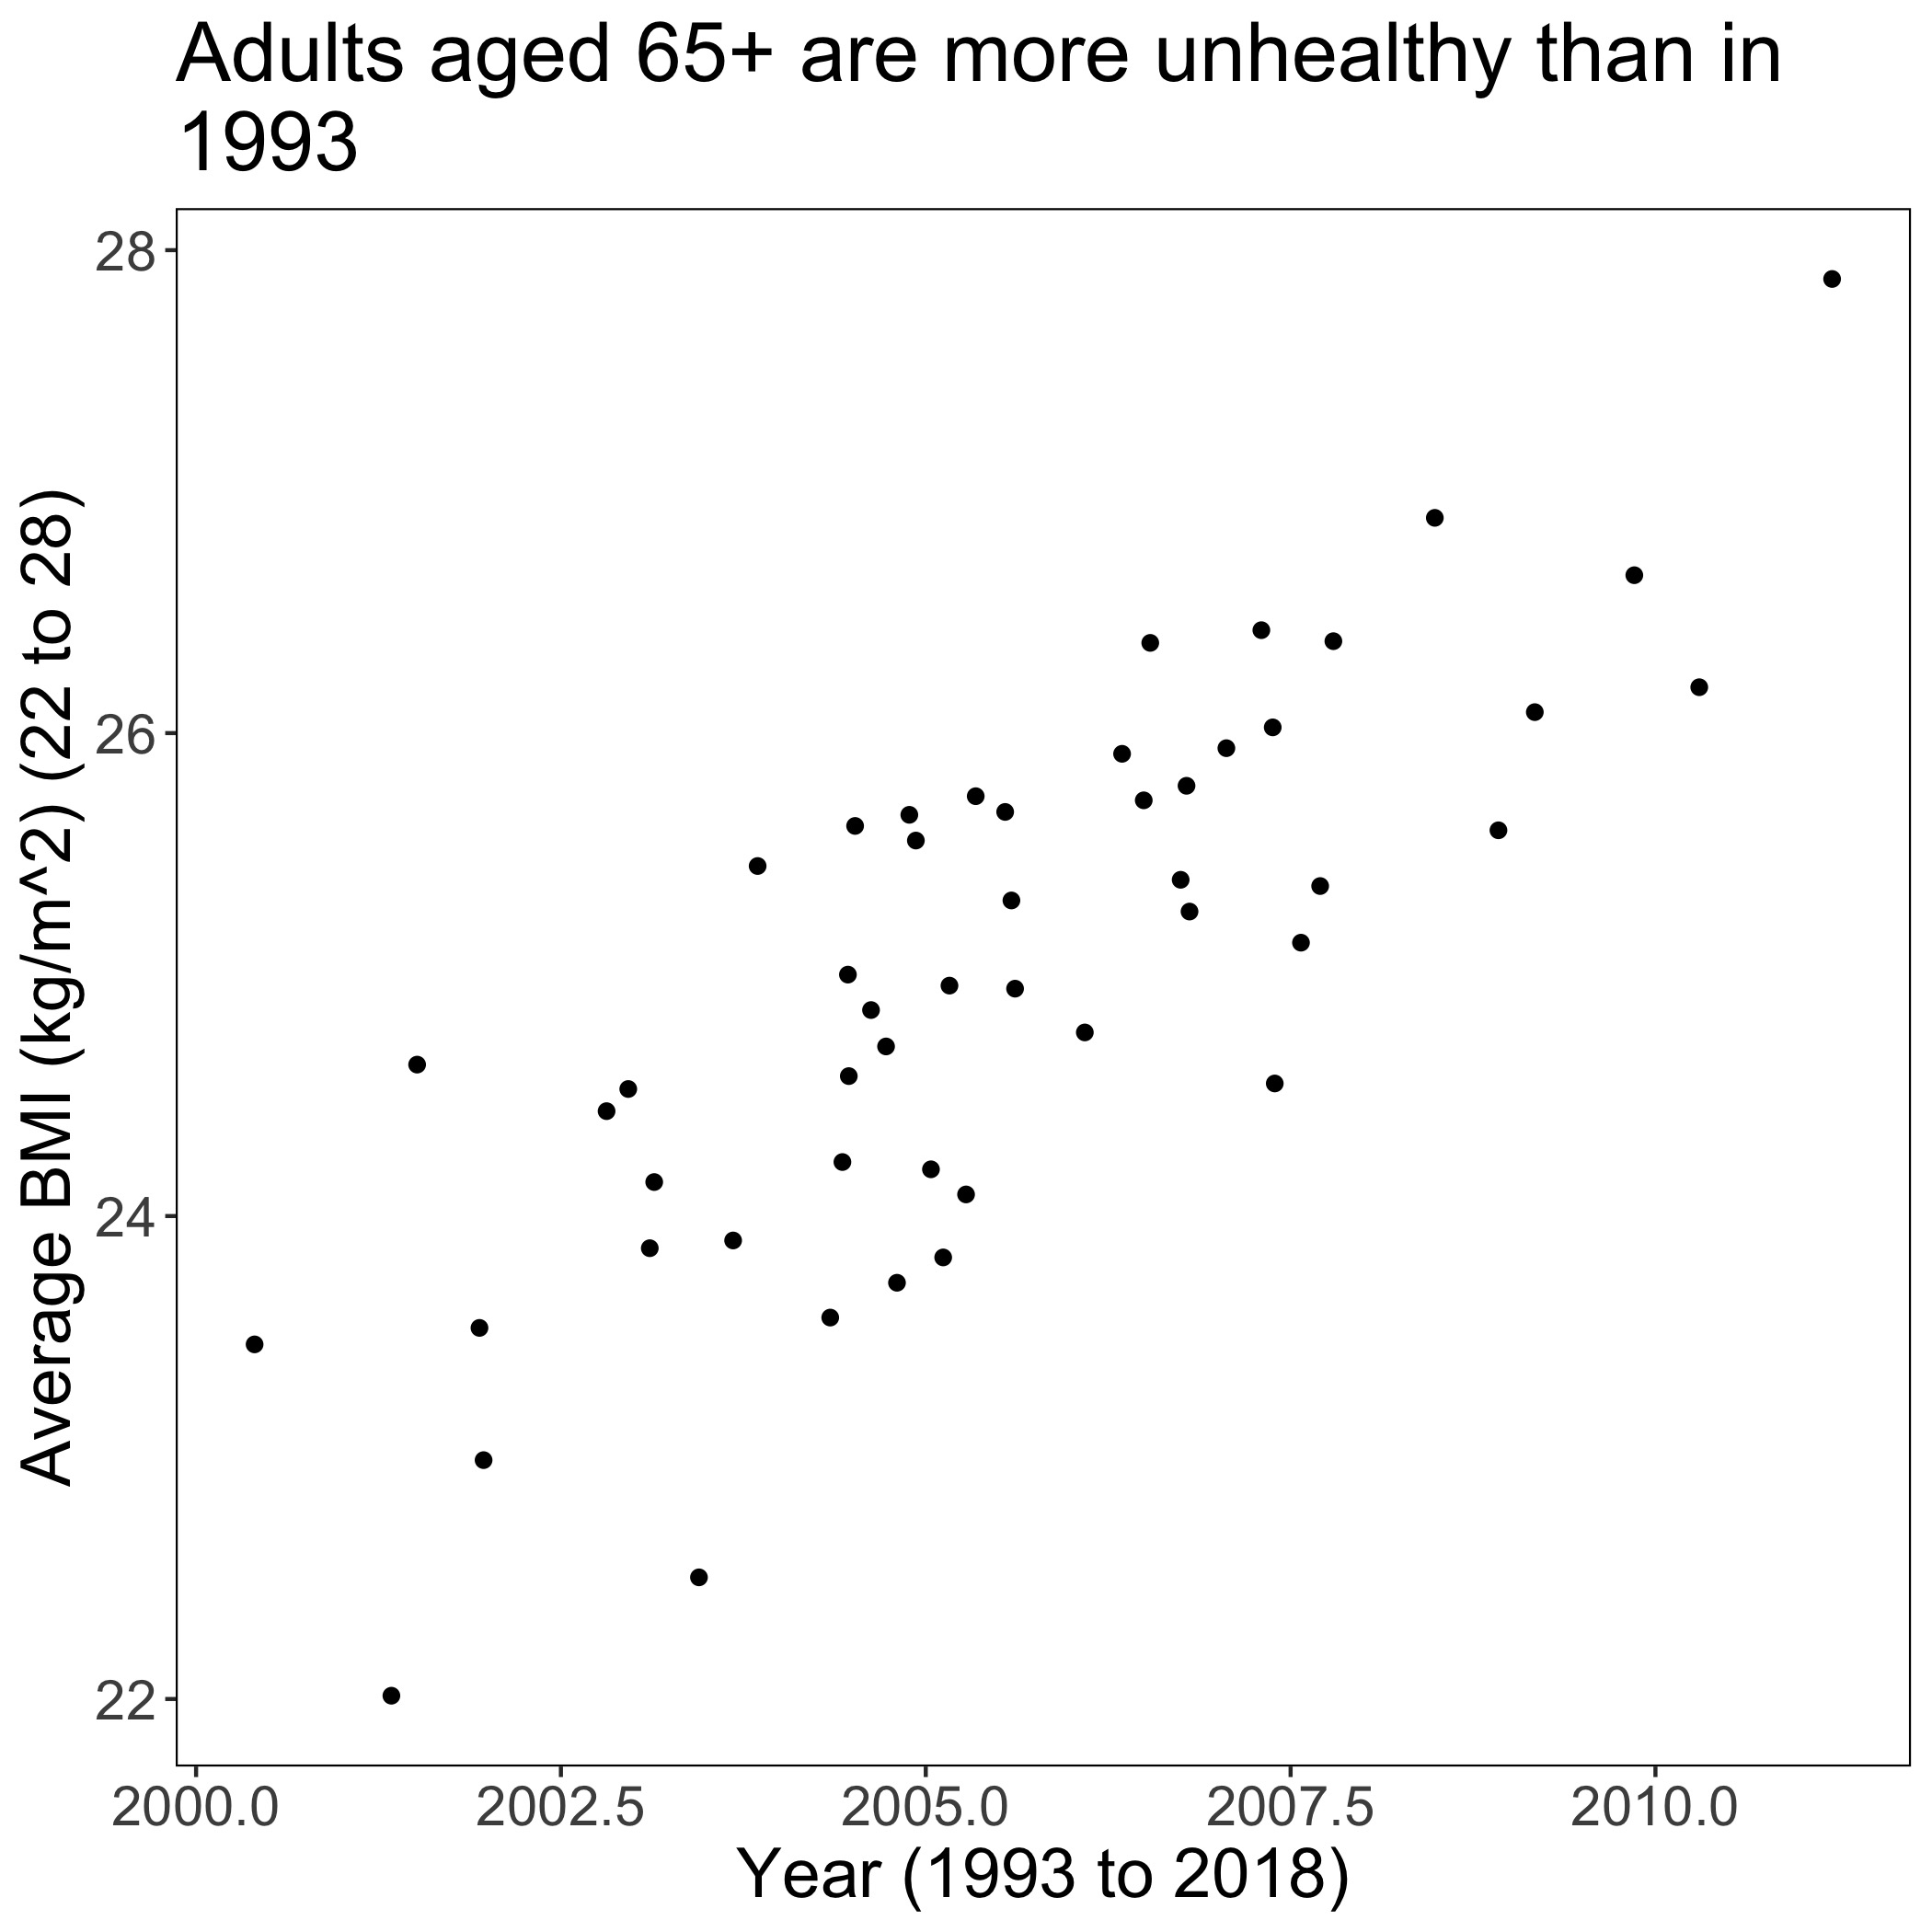 Adults aged 65+ are more unhealthy than in
1993
Average BMI (kg/m^2) (22 to 28)
28
26
24
22
2000.0 2002.5 2005.0 2007.5 2010.0
Year (1993 to 2018)